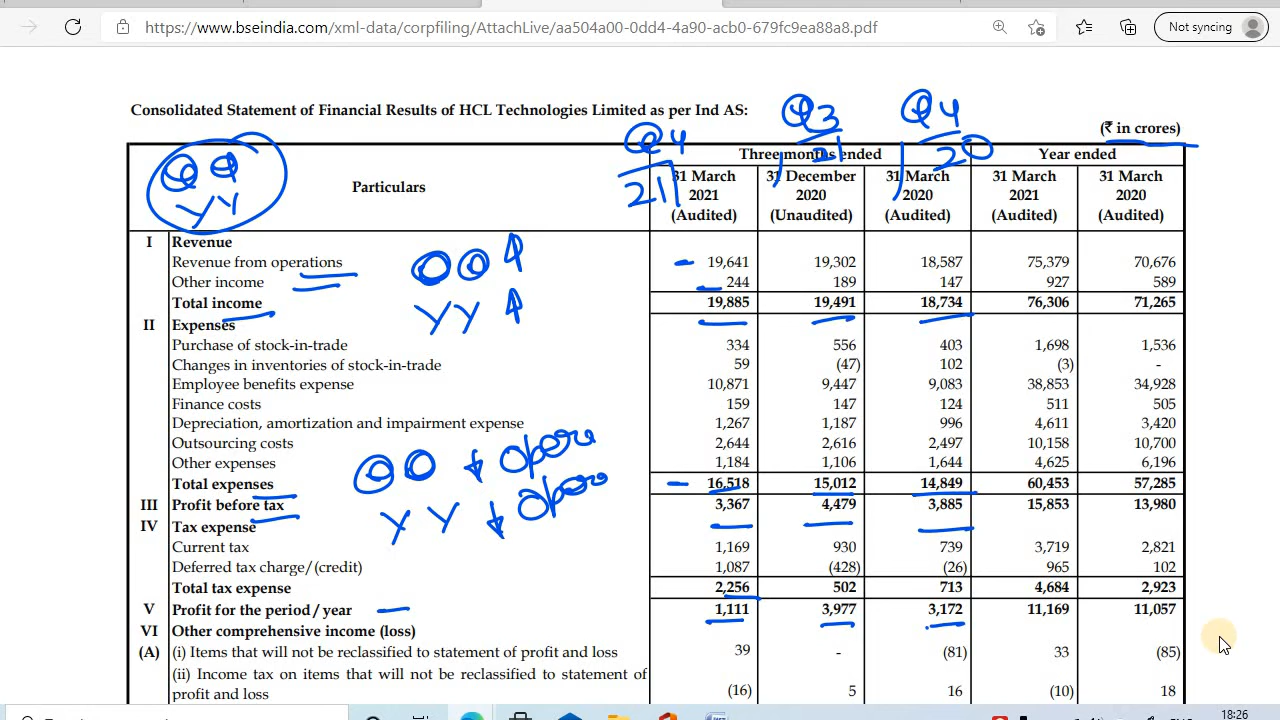 https://www.bseindia.com/xml-data/corpfiling/AttachLive/aa504a00-0dd4-4a90-acb0-679fc9ea88a8.pdf
Not syncing
Consolidated Statement of Financial Results of HCL Technologies Limited as per Ind AS:
(₹ in crores)
Q4 21
Q3 21
Q4 20
QQ
YY
Three months ended Year ended
Particulars
31 March 2021 (Audited)
31 December 2020 (Unaudited)
31 March 2020 (Audited)
31 March 2021 (Audited)
31 March 2020 (Audited)
I Revenue
Revenue from operations 19,641 19,302 18,587 75,379 70,676
Other income 244 189 147 927 589
Total income 19,885 19,491 18,734 76,306 71,265
QQ ↑
YY ↑
II Expenses
Purchase of stock-in-trade 334 556 403 1,698 1,536
Changes in inventories of stock-in-trade 59 (47) 102 (3) -
Employee benefits expense 10,871 9,447 9,083 38,853 34,928
Finance costs 159 147 124 511 505
Depreciation, amortization and impairment expense 1,267 1,187 996 4,611 3,420
Outsourcing costs 2,644 2,616 2,497 10,158 10,700
Other expenses 1,184 1,106 1,644 4,625 6,196
Total expenses 16,518 15,012 14,849 60,453 57,285
QQ ↓
YY ↓
III Profit before tax 3,367 4,479 3,885 15,853 13,980
IV Tax expense
Current tax 1,169 930 739 3,719 2,821
Deferred tax charge/(credit) 1,087 (428) (26) 965 102
Total tax expense 2,256 502 713 4,684 2,923
V Profit for the period/year 1,111 3,977 3,172 11,169 11,057
VI Other comprehensive income (loss)
(A) (i) Items that will not be reclassified to statement of profit and loss 39 - (81) 33 (85)
(ii) Income tax on items that will not be reclassified to statement of
profit and loss (16) 5 16 (10) 18
18:26